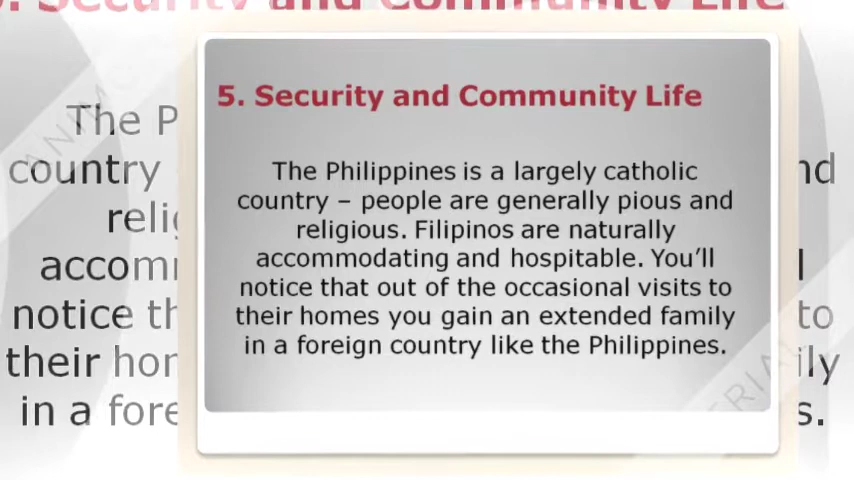 5. Security and Community Life
The Philippines is a largely catholic
country – people are generally pious and
religious. Filipinos are naturally
accommodating and hospitable. You’ll
notice that out of the occasional visits to
their homes you gain an extended family
in a foreign country like the Philippines.